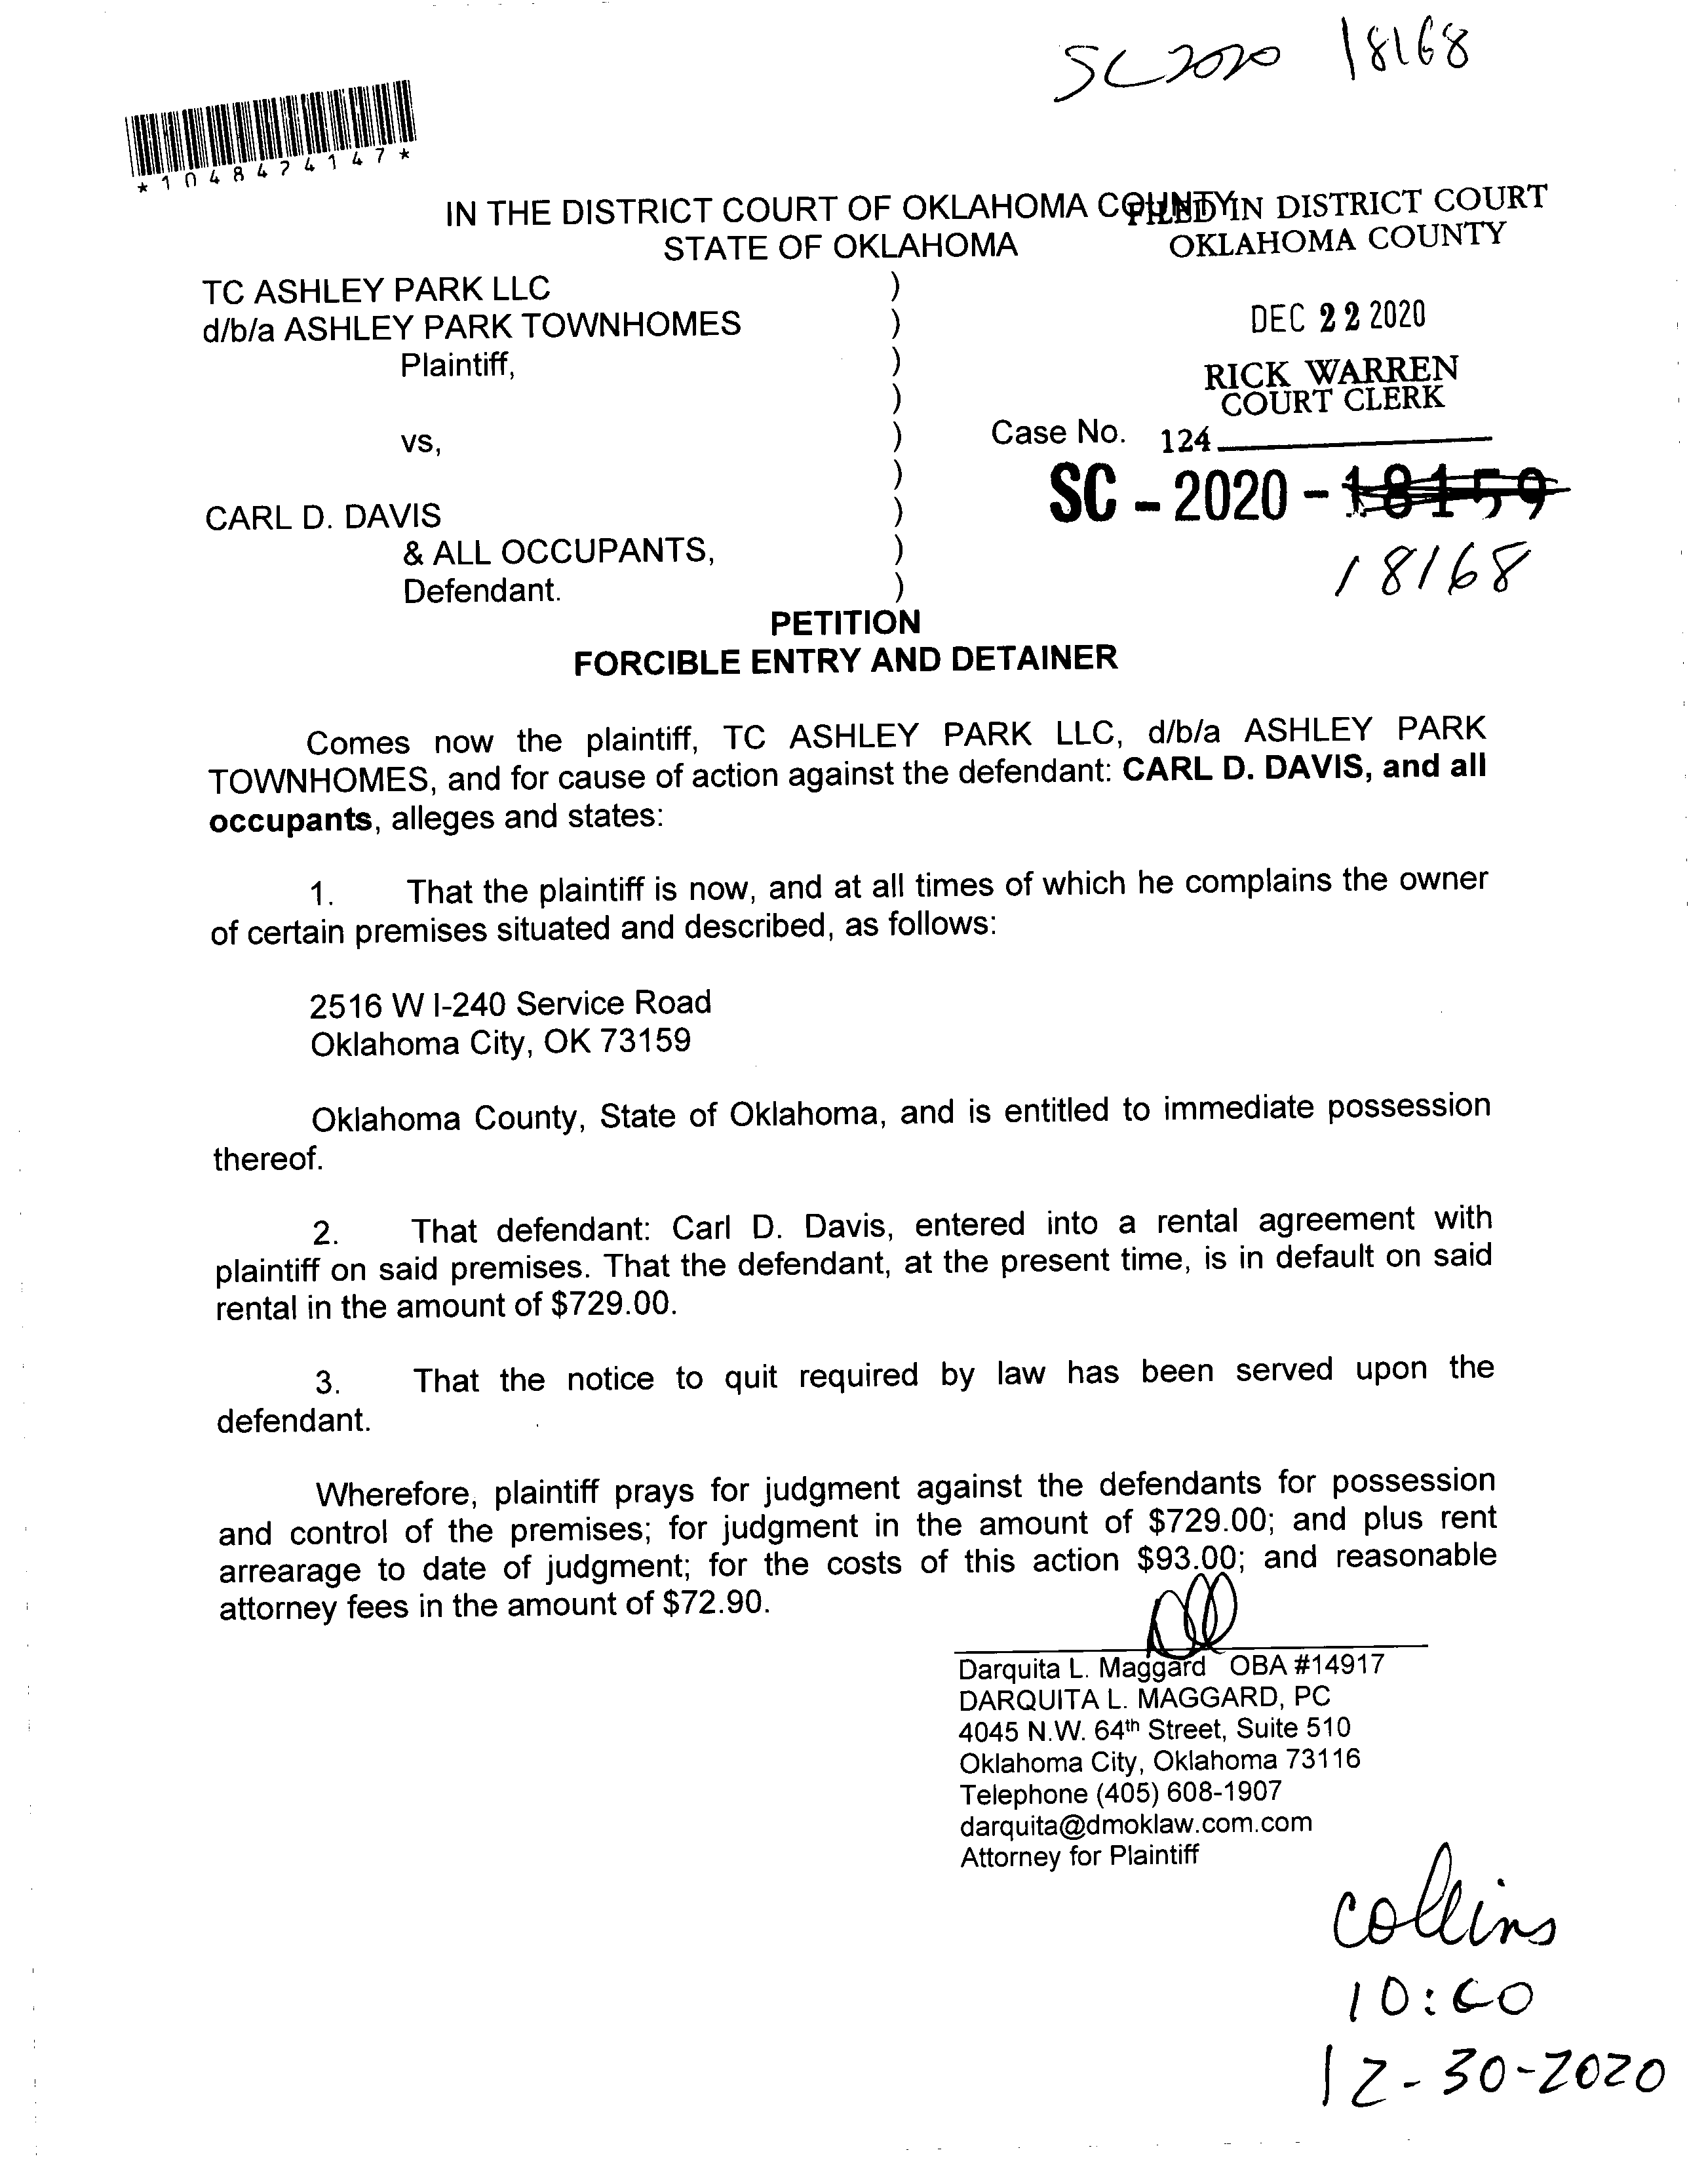 SC2020 18168
*1048424147*
IN THE DISTRICT COURT OF OKLAHOMA COUNTY
STATE OF OKLAHOMA
FILED IN DISTRICT COURT
OKLAHOMA COUNTY
TC ASHLEY PARK LLC )
d/b/a ASHLEY PARK TOWNHOMES )
DEC 22 2020
Plaintiff, )
RICK WARREN
COURT CLERK
)
vs, ) Case No. 124
)
SC - 2020 - 18159
CARL D. DAVIS )
& ALL OCCUPANTS, )
18168
Defendant. )
PETITION
FORCIBLE ENTRY AND DETAINER
Comes now the plaintiff, TC ASHLEY PARK LLC, d/b/a ASHLEY PARK
TOWNHOMES, and for cause of action against the defendant: CARL D. DAVIS, and all
occupants, alleges and states:
1. That the plaintiff is now, and at all times of which he complains the owner
of certain premises situated and described, as follows:
2516 W I-240 Service Road
Oklahoma City, OK 73159
Oklahoma County, State of Oklahoma, and is entitled to immediate possession
thereof.
2. That defendant: Carl D. Davis, entered into a rental agreement with
plaintiff on said premises. That the defendant, at the present time, is in default on said
rental in the amount of $729.00.
3. That the notice to quit required by law has been served upon the
defendant.
Wherefore, plaintiff prays for judgment against the defendants for possession
and control of the premises; for judgment in the amount of $729.00; and plus rent
arrearage to date of judgment; for the costs of this action $93.00; and reasonable
attorney fees in the amount of $72.90.
Darquita L. Maggard OBA #14917
DARQUITA L. MAGGARD, PC
4045 N.W. 64th Street, Suite 510
Oklahoma City, Oklahoma 73116
Telephone (405) 608-1907
darquita@dmoklaw.com.com
Attorney for Plaintiff
collins
10:00
12-30-2020